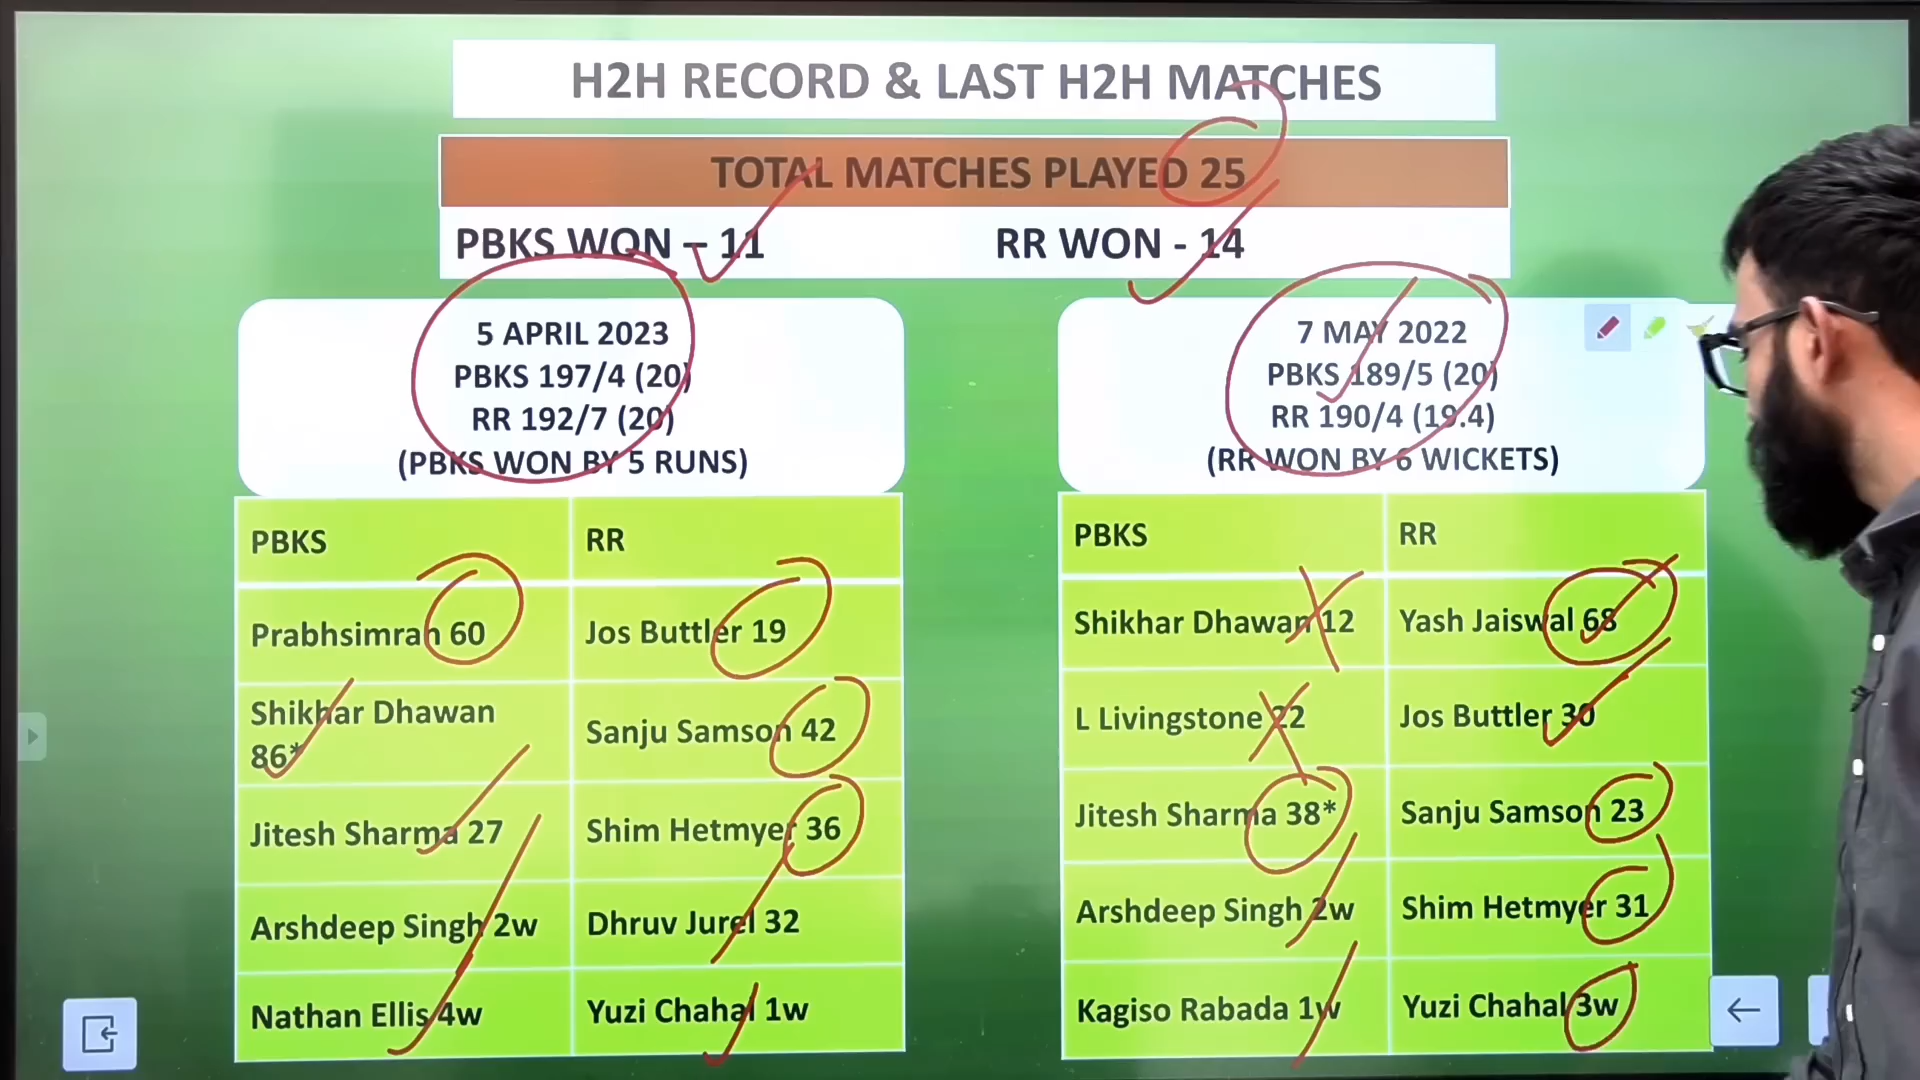 H2H RECORD & LAST H2H MATCHES
TOTAL MATCHES PLAYED 25
PBKS WON – 11
RR WON - 14
5 APRIL 2023
PBKS 197/4 (20)
RR 192/7 (20)
(PBKS WON BY 5 RUNS)
PBKS
RR
Prabhsimran 60
Jos Buttler 19
Shikhar Dhawan
86*
Sanju Samson 42
Jitesh Sharma 27
Shim Hetmyer 36
Arshdeep Singh 2w
Dhruv Jurel 32
Nathan Ellis 4w
Yuzi Chahal 1w
7 MAY 2022
PBKS 189/5 (20)
RR 190/4 (19.4)
(RR WON BY 6 WICKETS)
PBKS
RR
Shikhar Dhawan 12
Yash Jaiswal 68
L Livingstone 22
Jos Buttler 30
Jitesh Sharma 38*
Sanju Samson 23
Arshdeep Singh 2w
Shim Hetmyer 31
Kagiso Rabada 1w
Yuzi Chahal 3w